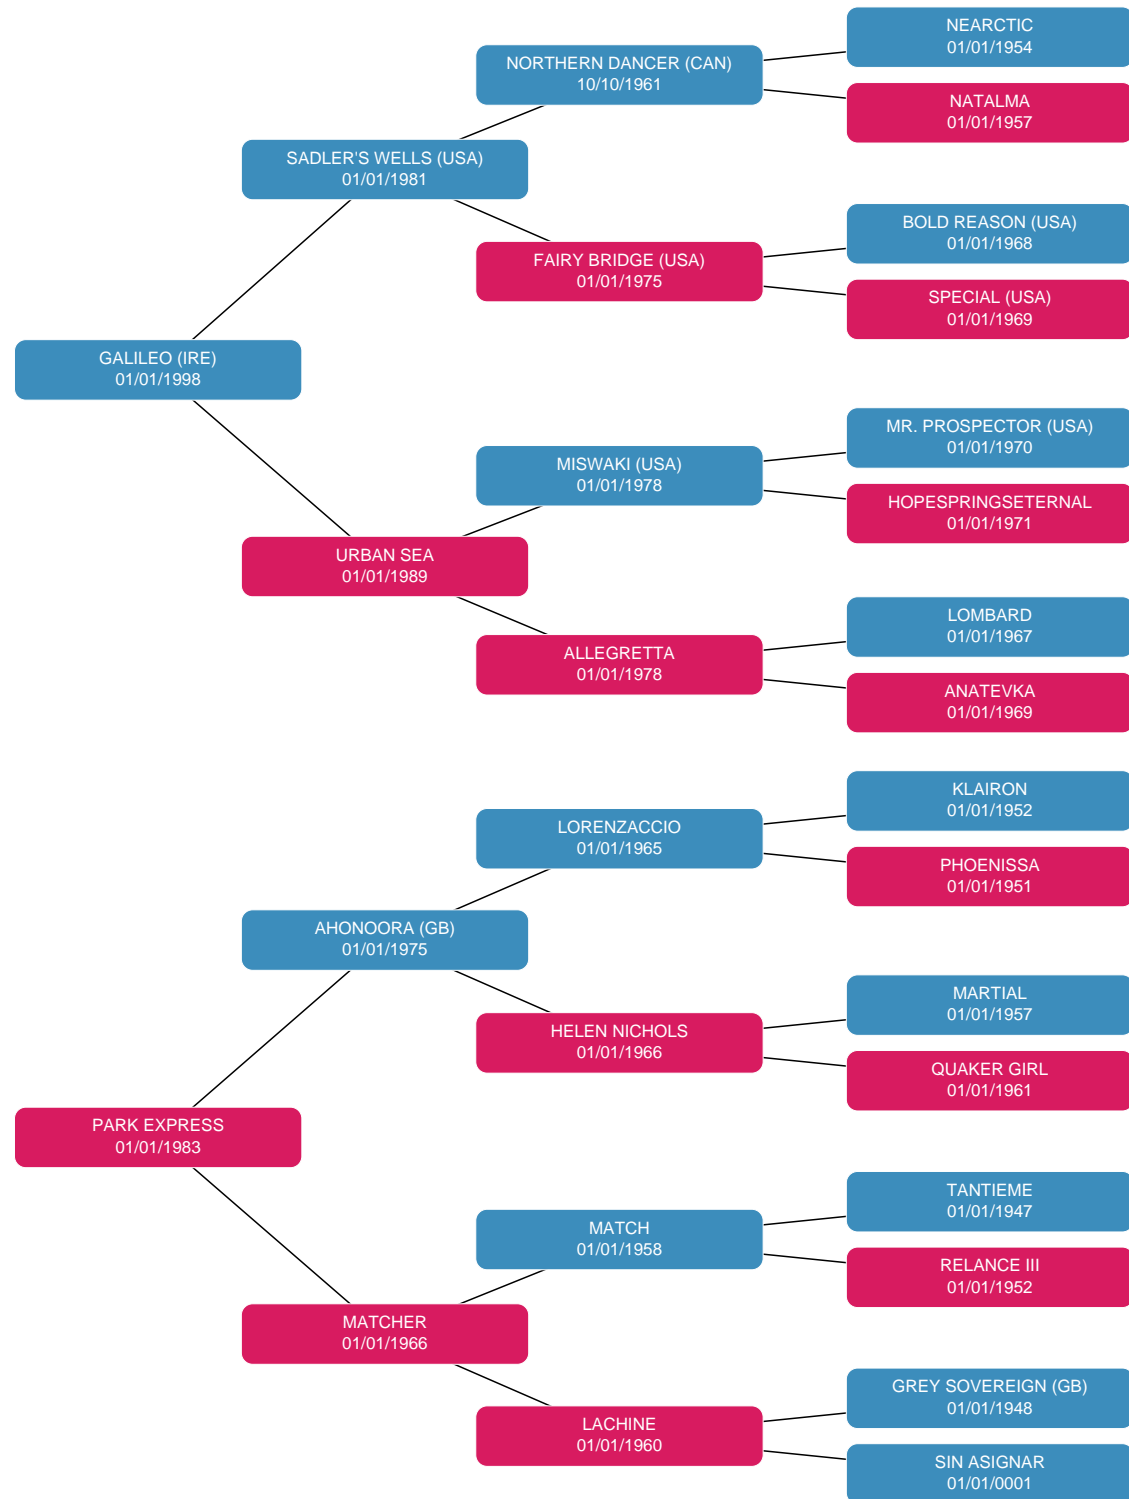 NEARCTIC
01/01/1954
NORTHERN DANCER (CAN)
10/10/1961
NATALMA
01/01/1957
SADLER'S WELLS (USA)
01/01/1981
BOLD REASON (USA)
01/01/1968
FAIRY BRIDGE (USA)
01/01/1975
SPECIAL (USA)
01/01/1969
GALILEO (IRE)
01/01/1998
MR. PROSPECTOR (USA)
01/01/1970
MISWAKI (USA)
01/01/1978
HOPESPRINGSETERNAL
01/01/1971
URBAN SEA
01/01/1989
LOMBARD
01/01/1967
ALLEGRETTA
01/01/1978
ANATEVKA
01/01/1969
KLAIRON
01/01/1952
LORENZACCIO
01/01/1965
PHOENISSA
01/01/1951
AHONOORA (GB)
01/01/1975
MARTIAL
01/01/1957
HELEN NICHOLS
01/01/1966
QUAKER GIRL
01/01/1961
PARK EXPRESS
01/01/1983
TANTIEME
01/01/1947
MATCH
01/01/1958
RELANCE III
01/01/1952
MATCHER
01/01/1966
GREY SOVEREIGN (GB)
01/01/1948
LACHINE
01/01/1960
SIN ASIGNAR
01/01/0001